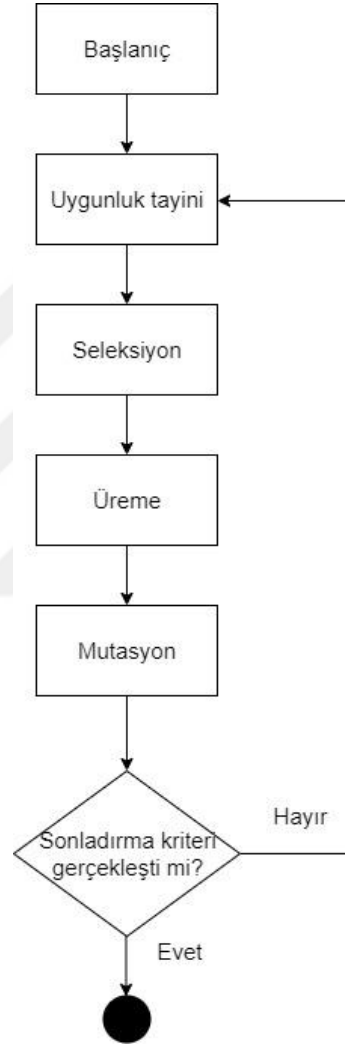 Başlanıç
Uygunluk tayini
Seleksiyon
Üreme
Mutasyon
Sonladırma kriteri
gerçekleşti mi?
Hayır
Evet